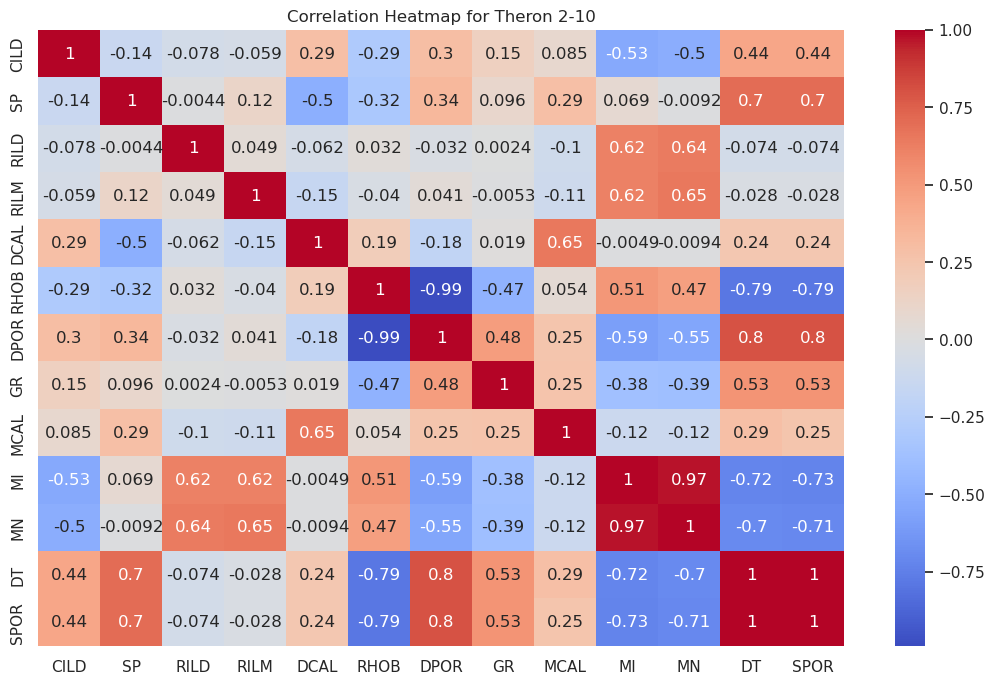 Correlation Heatmap for Theron 2-10
CILD 1 -0.14 -0.078 -0.059 0.29 -0.29 0.3 0.15 0.085 -0.53 -0.5 0.44 0.44
SP -0.14 1 -0.0044 0.12 -0.5 -0.32 0.34 0.096 0.29 0.069 -0.0092 0.7 0.7
RILD -0.078 -0.0044 1 0.049 -0.062 0.032 -0.032 0.0024 -0.1 0.62 0.64 -0.074 -0.074
RILM -0.059 0.12 0.049 1 -0.15 -0.04 0.041 -0.0053 -0.11 0.62 0.65 -0.028 -0.028
DCAL 0.29 -0.5 -0.062 -0.15 1 0.19 -0.18 0.019 0.65 -0.0049 -0.0094 0.24 0.24
RHOB -0.29 -0.32 0.032 -0.04 0.19 1 -0.99 -0.47 0.054 0.51 0.47 -0.79 -0.79
DPOR 0.3 0.34 -0.032 0.041 -0.18 -0.99 1 0.48 0.25 -0.59 -0.55 0.8 0.8
GR 0.15 0.096 0.0024 -0.0053 0.019 -0.47 0.48 1 0.25 -0.38 -0.39 0.53 0.53
MCAL 0.085 0.29 -0.1 -0.11 0.65 0.054 0.25 0.25 1 -0.12 -0.12 0.29 0.25
MI -0.53 0.069 0.62 0.62 -0.0049 0.51 -0.59 -0.38 -0.12 1 0.97 -0.72 -0.73
MN -0.5 -0.0092 0.64 0.65 -0.0094 0.47 -0.55 -0.39 -0.12 0.97 1 -0.7 -0.71
DT 0.44 0.7 -0.074 -0.028 0.24 -0.79 0.8 0.53 0.29 -0.72 -0.7 1 1
SPOR 0.44 0.7 -0.074 -0.028 0.24 -0.79 0.8 0.53 0.25 -0.73 -0.71 1 1
CILD SP RILD RILM DCAL RHOB DPOR GR MCAL MI MN DT SPOR
1.00
0.75
0.50
0.25
0.00
-0.25
-0.50
-0.75